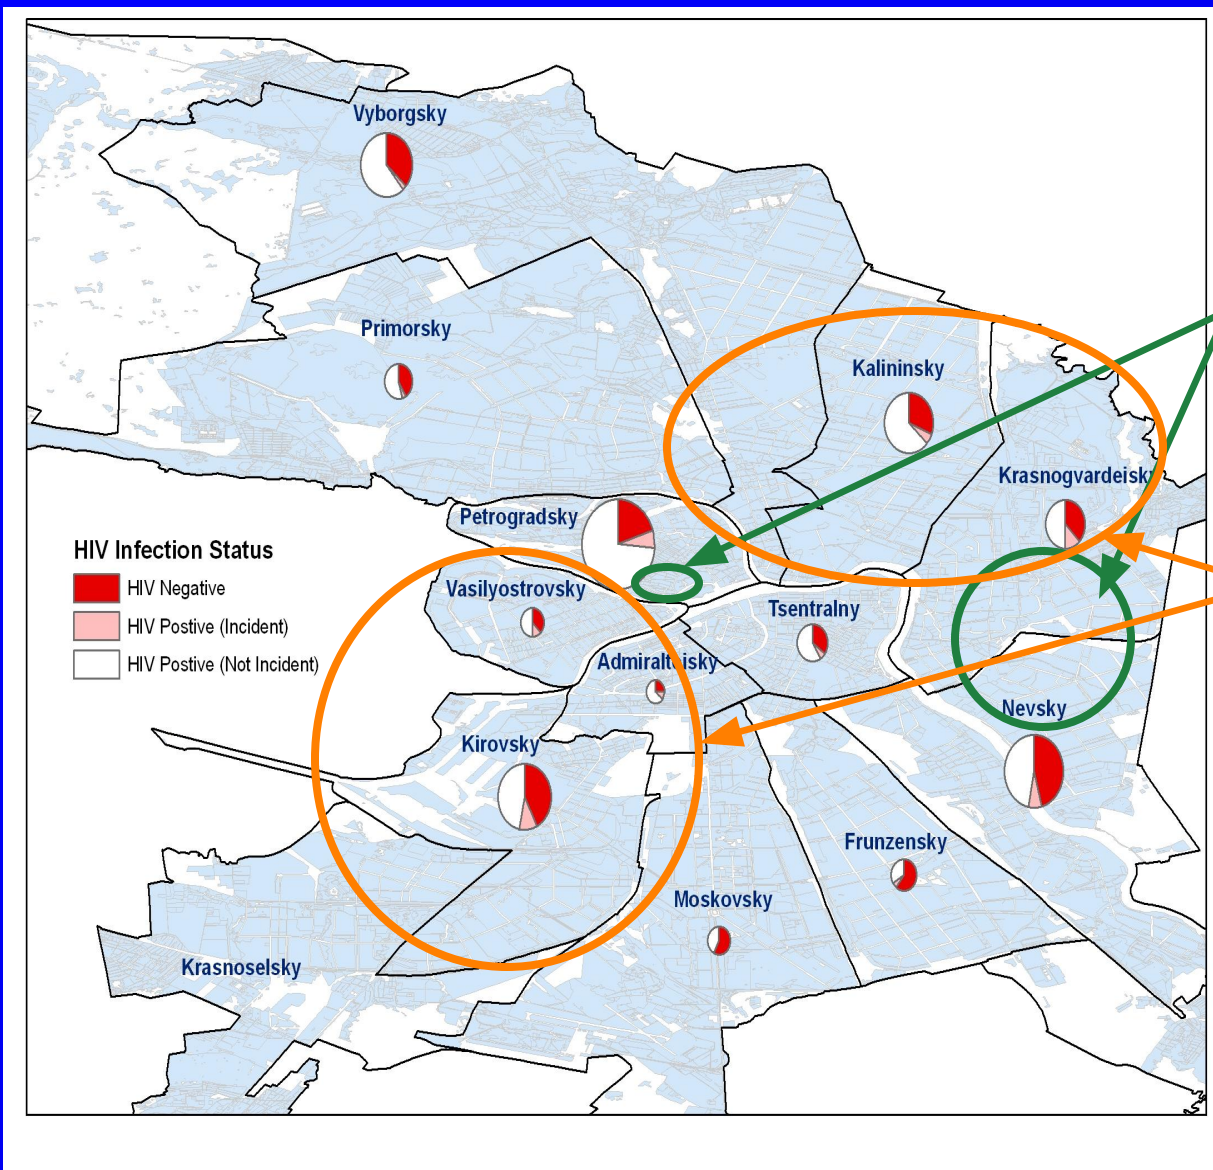 Vyborgsky
Primorsky
Kalininsky
Krasnogvardeisky
Petrogradsky
HIV Infection Status
HIV Negative
HIV Postive (Incident)
HIV Postive (Not Incident)
Vasilyostrovsky
Tsentralny
Admiralteisky
Nevsky
Kirovsky
Frunzensky
Moskovsky
Krasnoselsky